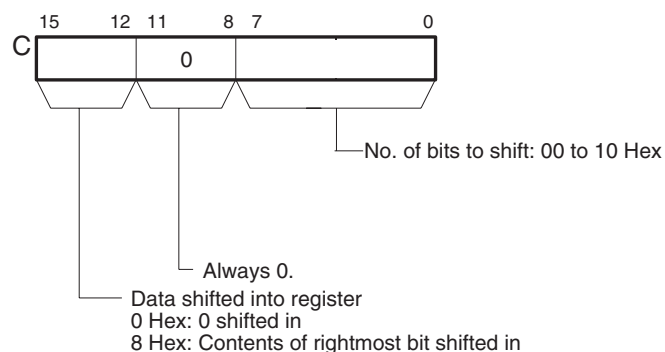 15 12 11 8 7 0
C
0
No. of bits to shift: 00 to 10 Hex
Always 0.
Data shifted into register
0 Hex: 0 shifted in
8 Hex: Contents of rightmost bit shifted in